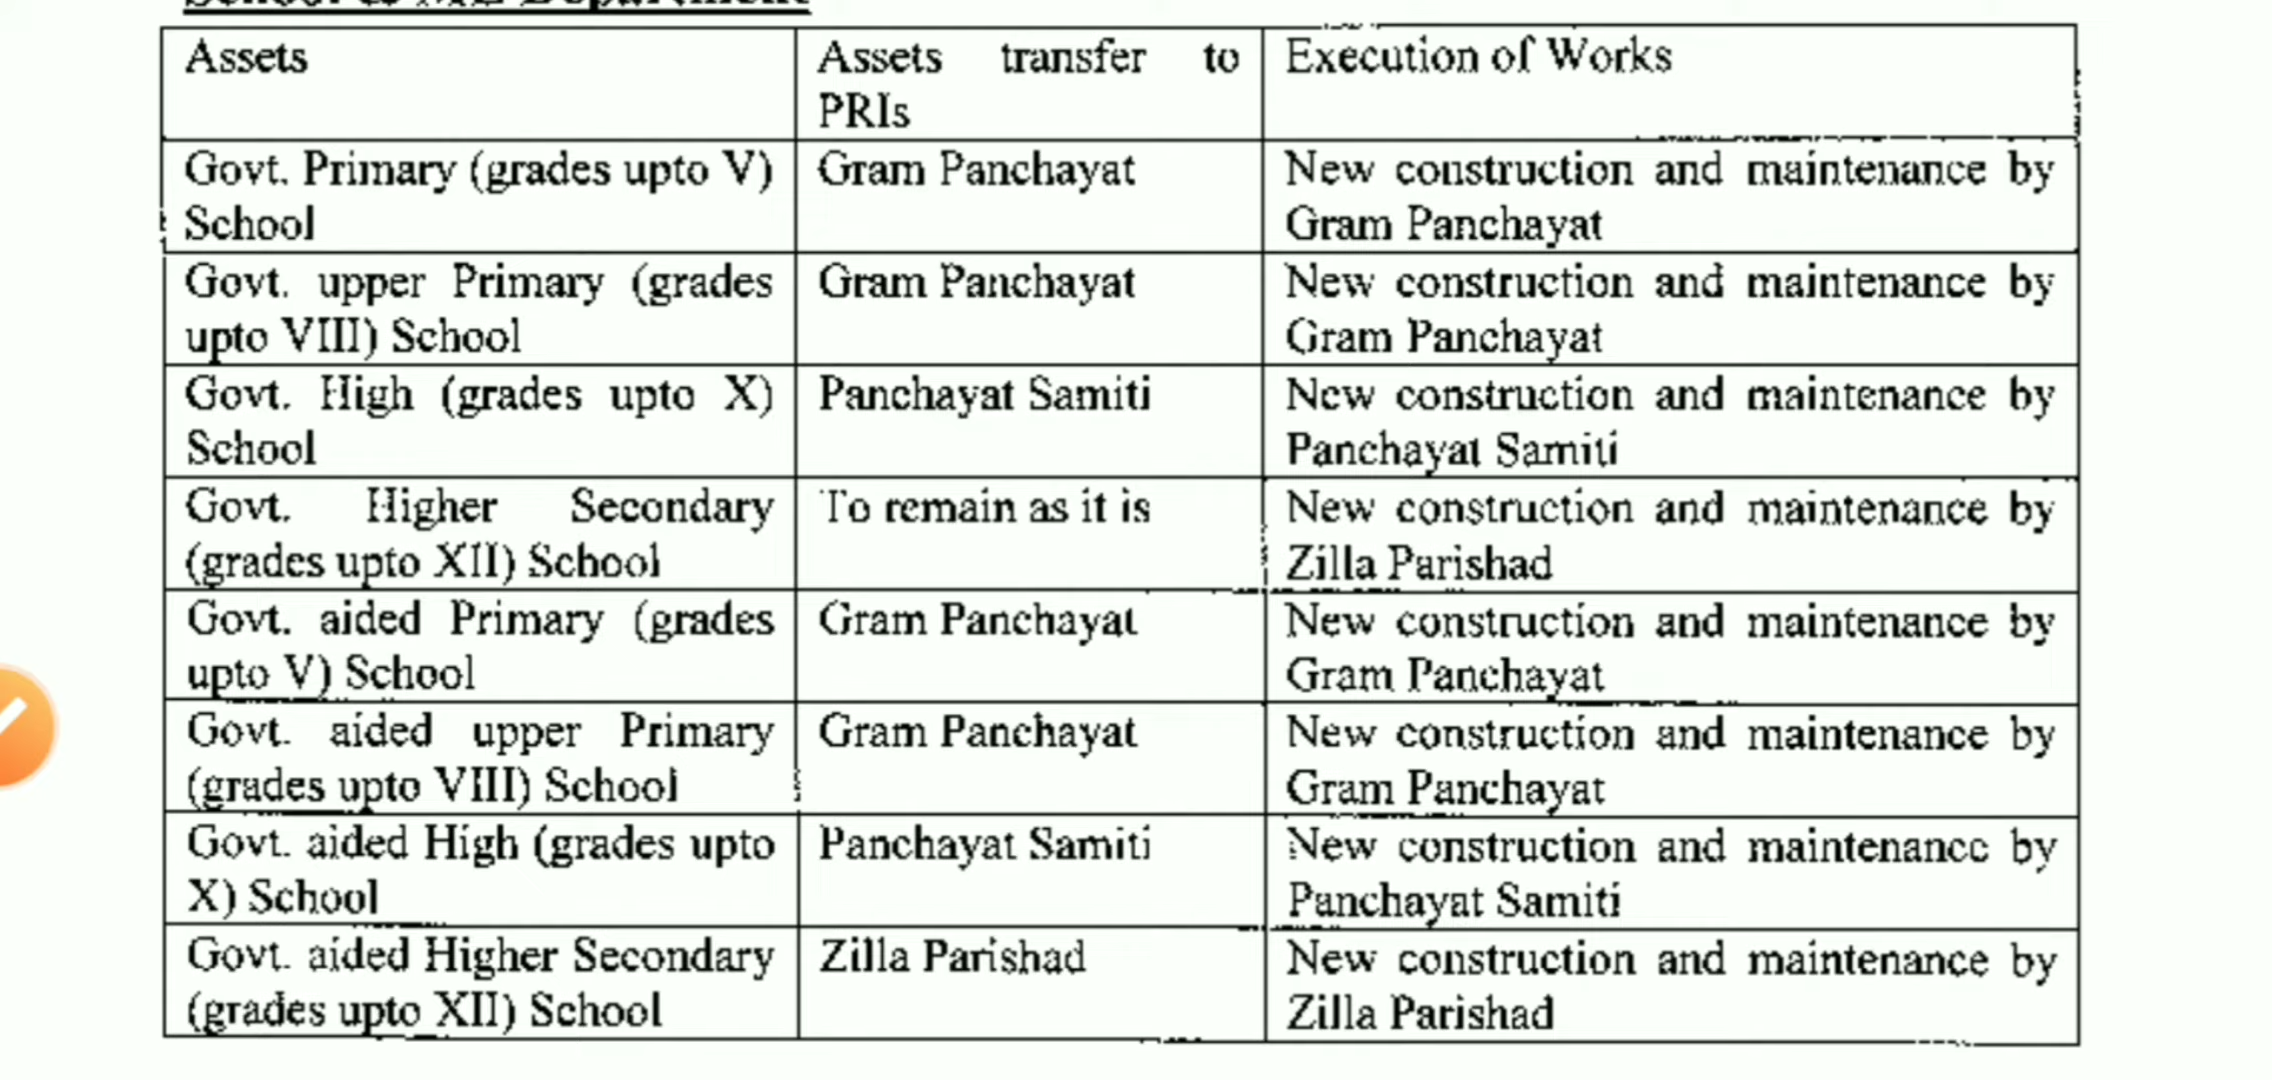 School & ME Department
Assets
Assets transfer to
PRIs
Execution of Works
Govt. Primary (grades upto V)
School
Gram Panchayat
New construction and maintenance by
Gram Panchayat
Govt. upper Primary (grades
upto VIII) School
Gram Panchayat
New construction and maintenance by
Gram Panchayat
Govt. High (grades upto X)
School
Panchayat Samiti
New construction and maintenance by
Panchayat Samiti
Govt. Higher Secondary
(grades upto XII) School
To remain as it is
New construction and maintenance by
Zilla Parishad
Govt. aided Primary (grades
upto V) School
Gram Panchayat
New construction and maintenance by
Gram Panchayat
Govt. aided upper Primary
(grades upto VIII) School
Gram Panchayat
New construction and maintenance by
Gram Panchayat
Govt. aided High (grades upto
X) School
Panchayat Samiti
New construction and maintenance by
Panchayat Samiti
Govt. aided Higher Secondary
(grades upto XII) School
Zilla Parishad
New construction and maintenance by
Zilla Parishad